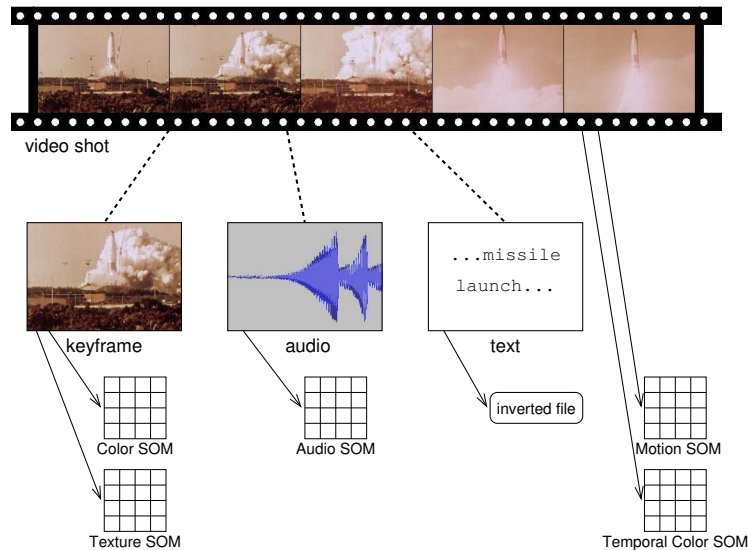 video shot
...missile
launch...
keyframe
audio
text
inverted file
Color SOM
Audio SOM
Motion SOM
Texture SOM
Temporal Color SOM